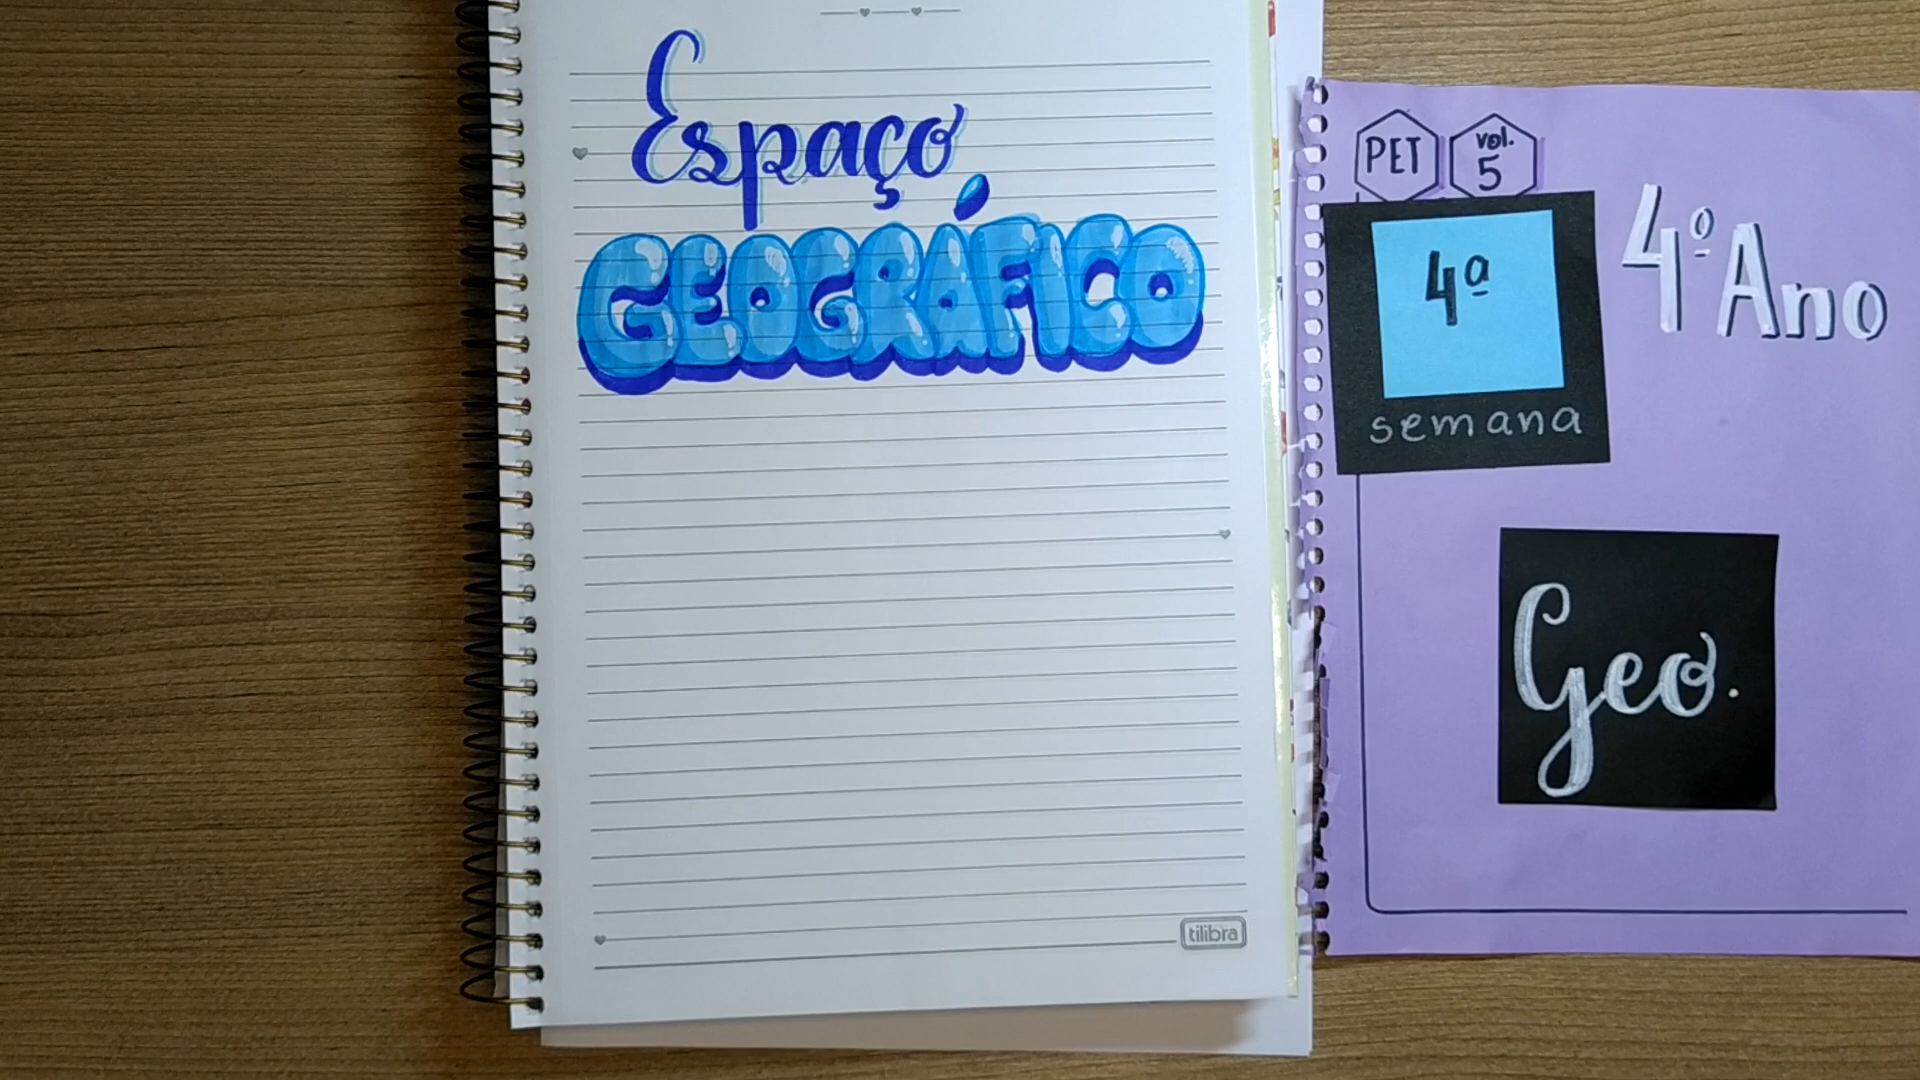 Espaço
GEOGRÁFICO
tilibra
PET
vol.
5
4ª
semana
4º Ano
Geo.